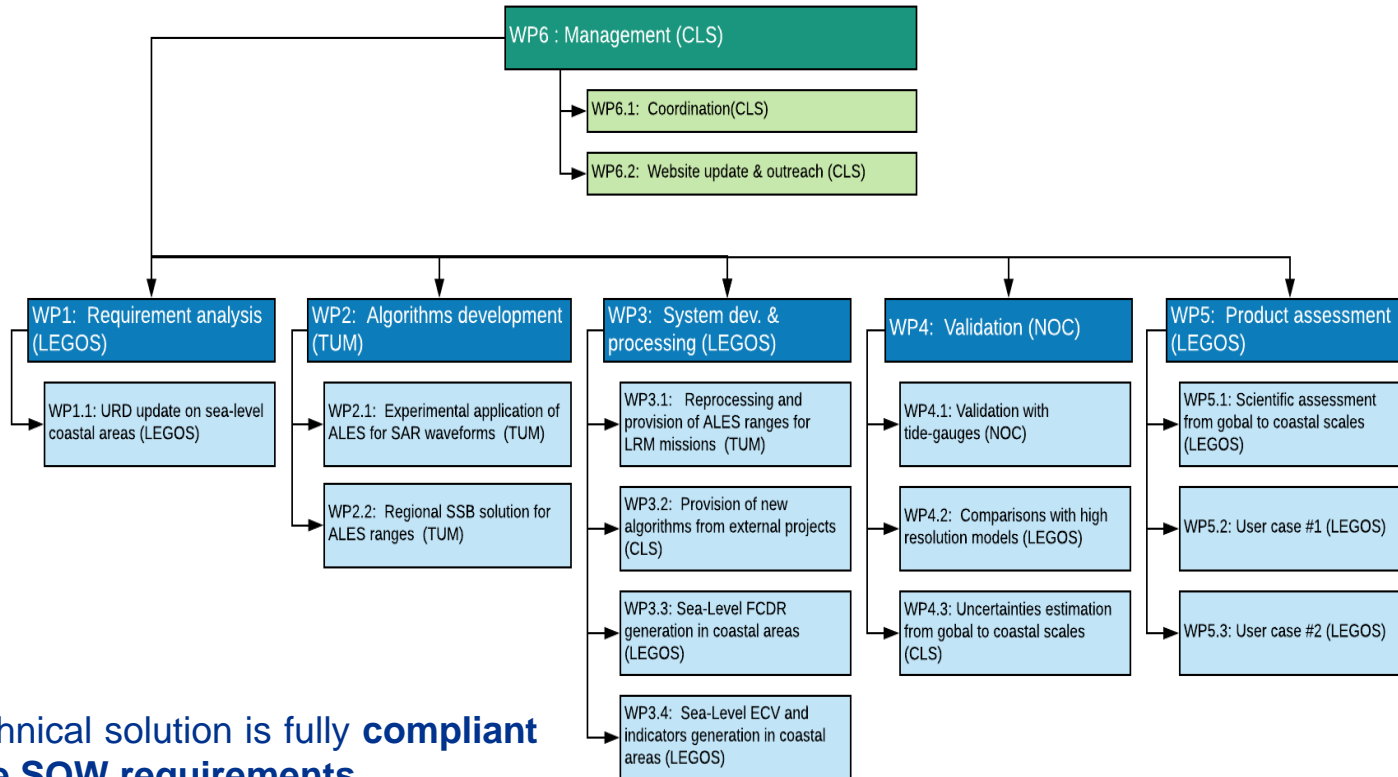 WP6 : Management (CLS)
WP6.1:  Coordination(CLS)
WP6.2:  Website update & outreach (CLS)
WP1:  Requirement analysis
(LEGOS)
WP1.1: URD update on sea-level
coastal areas (LEGOS)
WP2:  Algorithms development
(TUM)
WP2.1:  Experimental application of
ALES for SAR waveforms  (TUM)
WP2.2:  Regional SSB solution for
ALES ranges  (TUM)
WP3:  System dev. &
processing (LEGOS)
WP3.1:   Reprocessing and
provision of ALES ranges for
LRM missions  (TUM)
WP3.2:  Provision of new
algorithms from external projects
(CLS)
WP3.3: Sea-Level FCDR
generation in coastal areas
(LEGOS)
WP3.4:  Sea-Level ECV and
indicators generation in coastal
areas (LEGOS)
WP4:  Validation (NOC)
WP4.1: Validation with
tide-gauges (NOC)
WP4.2:  Comparisons with high
resolution models (LEGOS)
WP4.3: Uncertainties estimation
from gobal to coastal scales
(CLS)
WP5:  Product assessment
(LEGOS)
WP5.1: Scientific assessment
from gobal to coastal scales
(LEGOS)
WP5.2: User case #1 (LEGOS)
WP5.3: User case #2 (LEGOS)
chnical solution is fully compliant
e SOW requirements